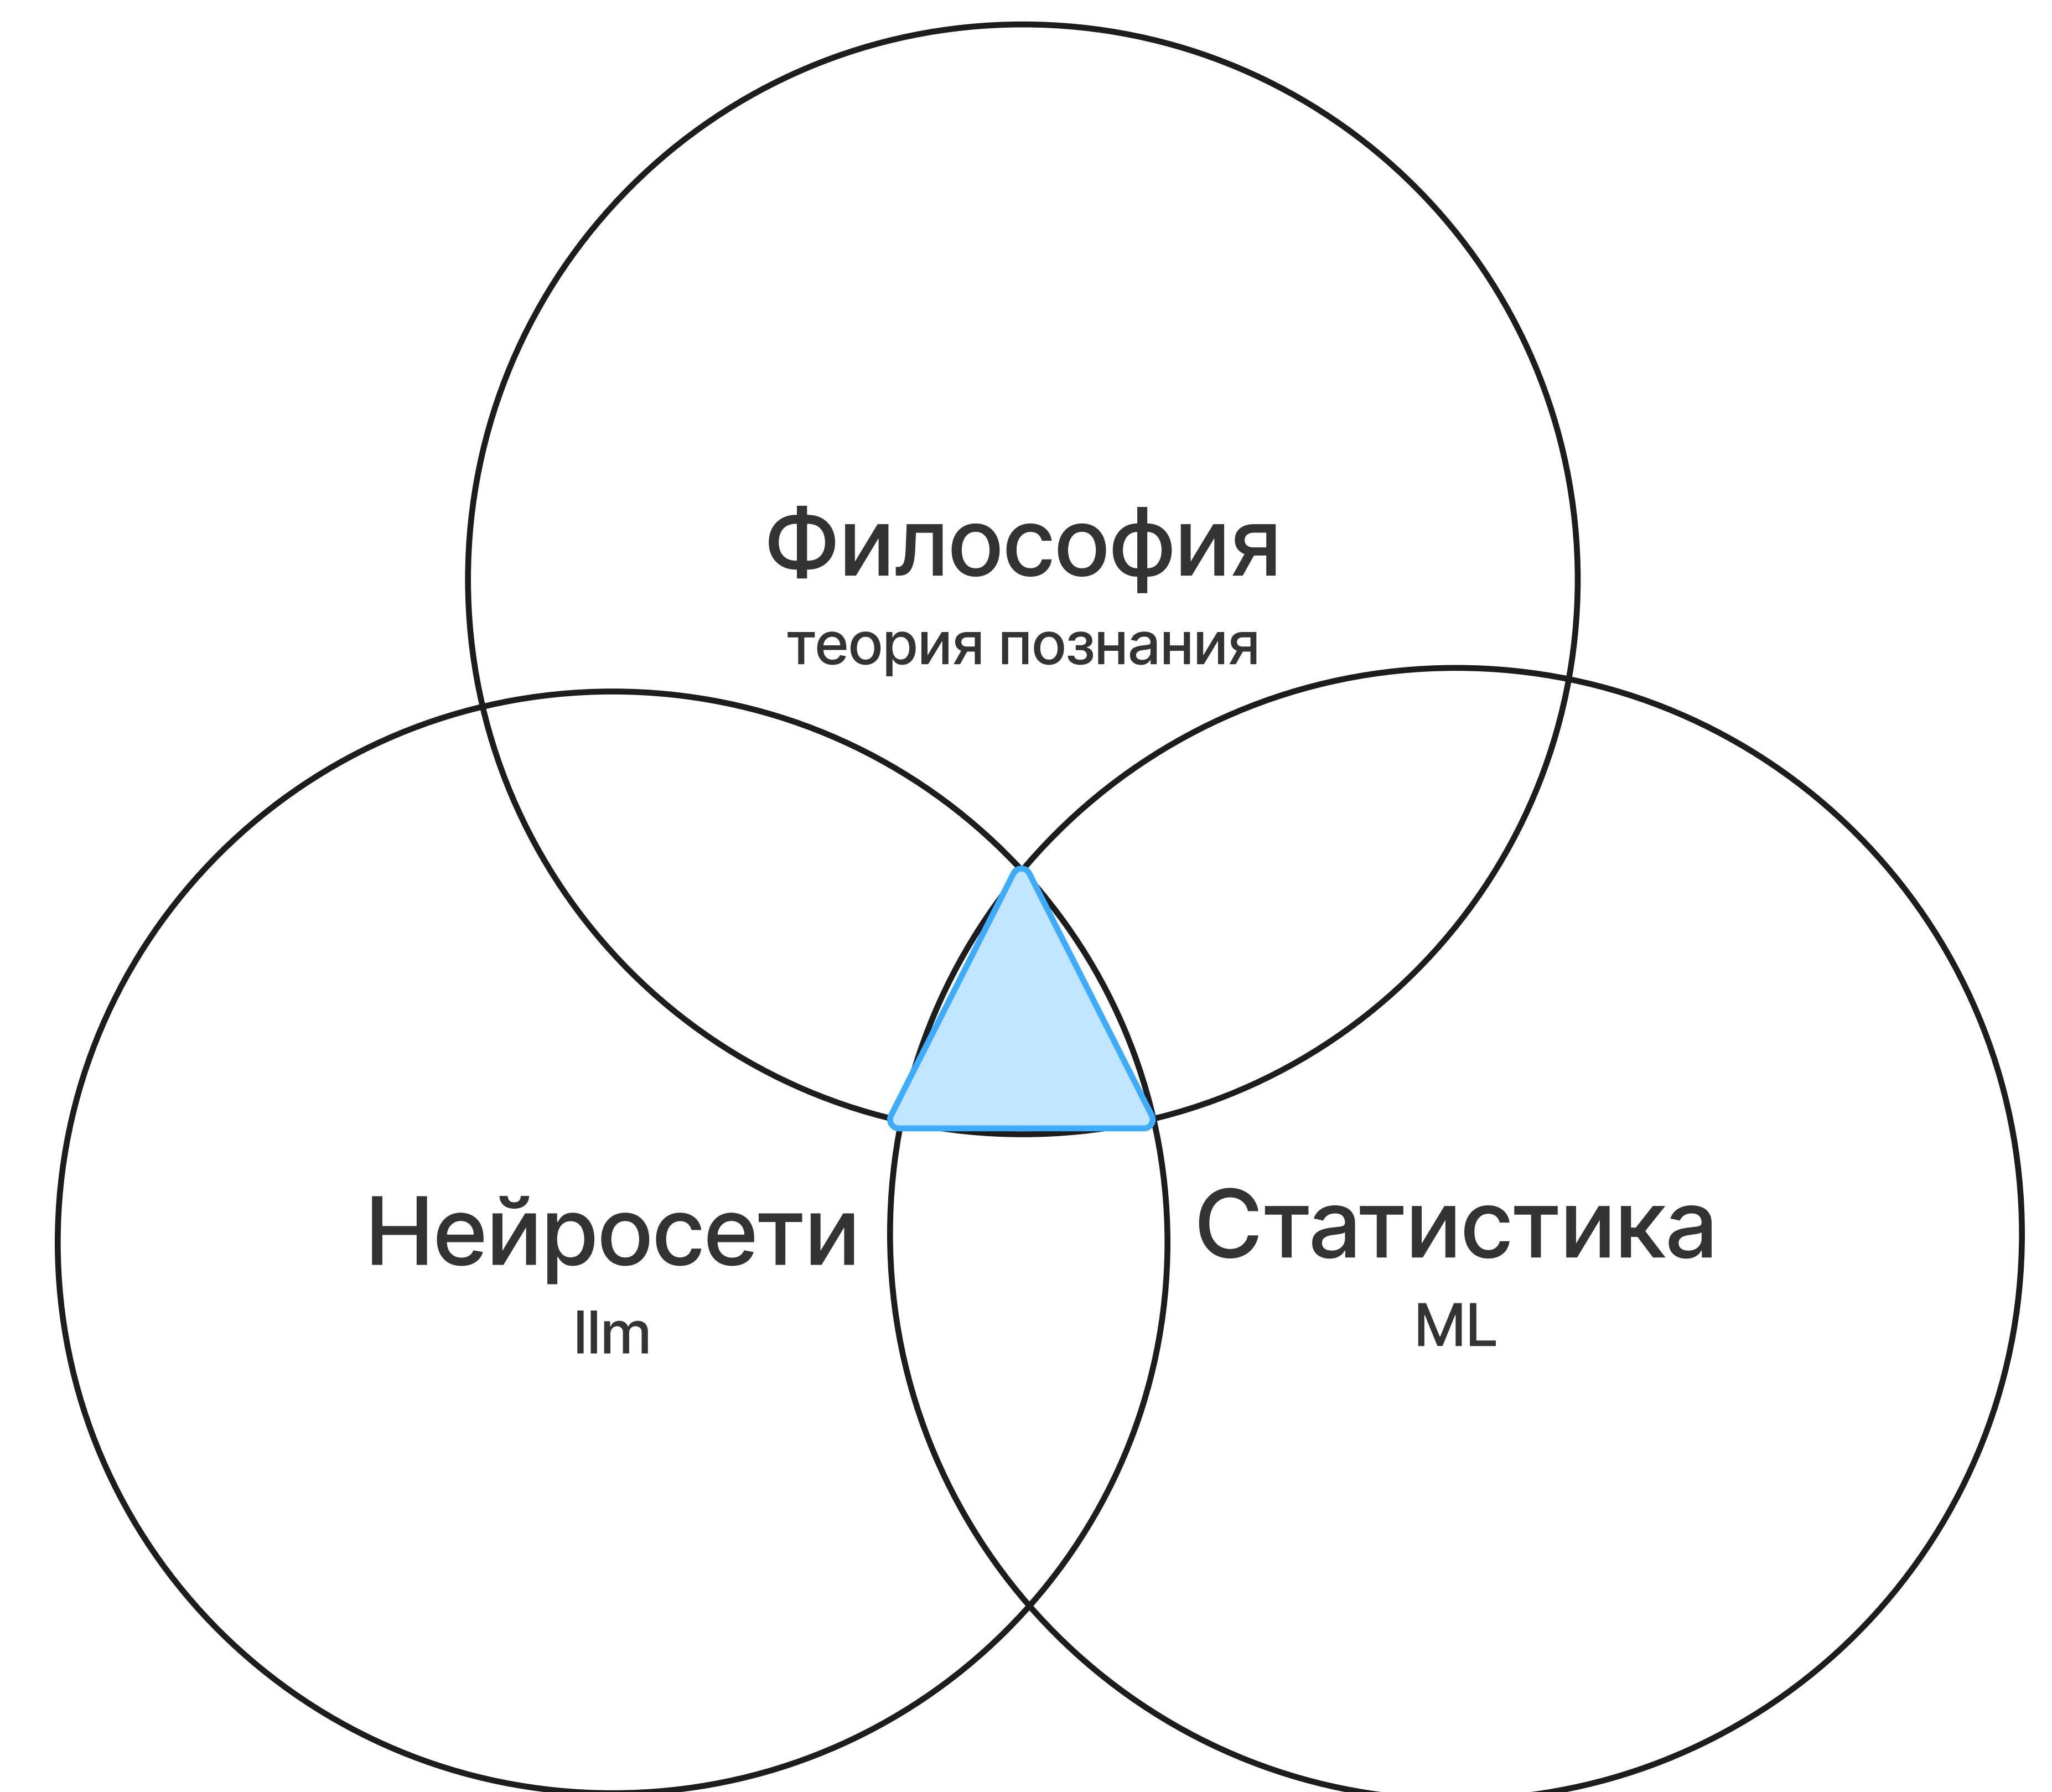 Философия
теория познания
Нейросети
llm
Статистика
ML